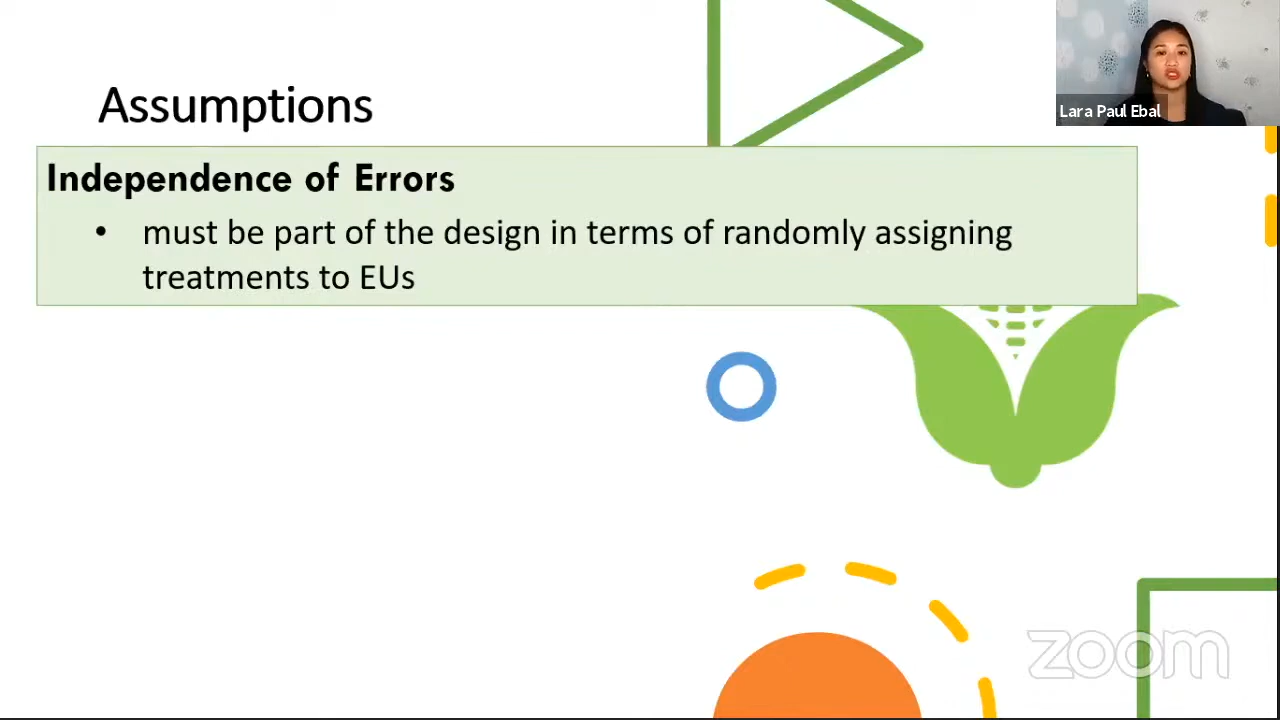 Assumptions
Lara Paul Ebal
Independence of Errors
• must be part of the design in terms of randomly assigning
treatments to EUs
zoom